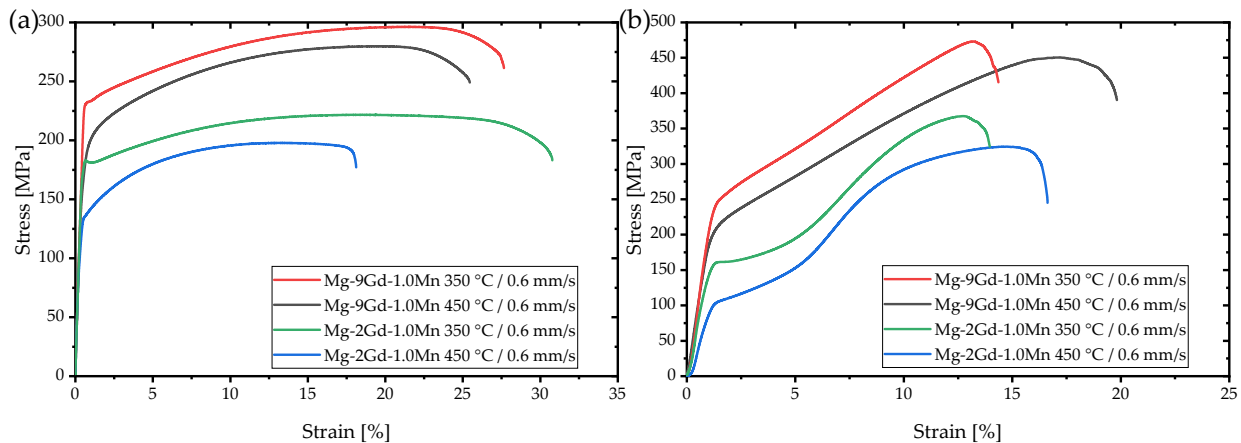 (a)
300
250
200
150
100
50
0
Stress [MPa]
Mg-9Gd-1.0Mn 350 °C / 0.6 mm/s
Mg-9Gd-1.0Mn 450 °C / 0.6 mm/s
Mg-2Gd-1.0Mn 350 °C / 0.6 mm/s
Mg-2Gd-1.0Mn 450 °C / 0.6 mm/s
0 5 10 15 20 25 30 35
Strain [%]
(b)
500
450
400
350
300
250
200
150
100
50
0
Stress [MPa]
Mg-9Gd-1.0Mn 350 °C / 0.6 mm/s
Mg-9Gd-1.0Mn 450 °C / 0.6 mm/s
Mg-2Gd-1.0Mn 350 °C / 0.6 mm/s
Mg-2Gd-1.0Mn 450 °C / 0.6 mm/s
0 5 10 15 20 25
Strain [%]